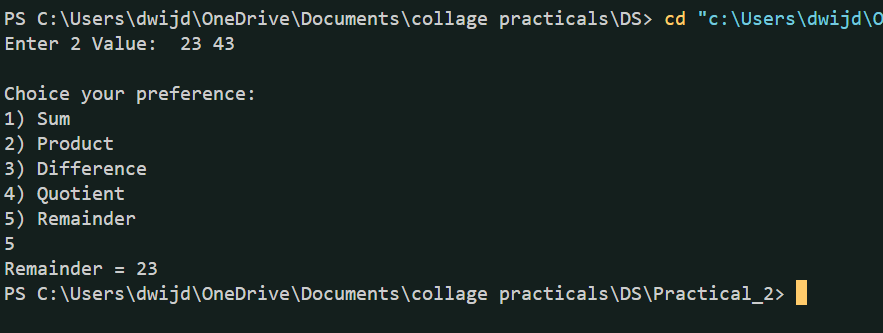 PS C:\Users\dwijd\OneDrive\Documents\collage practicals\DS> cd "c:\Users\dwijd\O
Enter 2 Value:  23 43
Choice your preference:
1) Sum
2) Product
3) Difference
4) Quotient
5) Remainder
5
Remainder = 23
PS C:\Users\dwijd\OneDrive\Documents\collage practicals\DS\Practical_2>